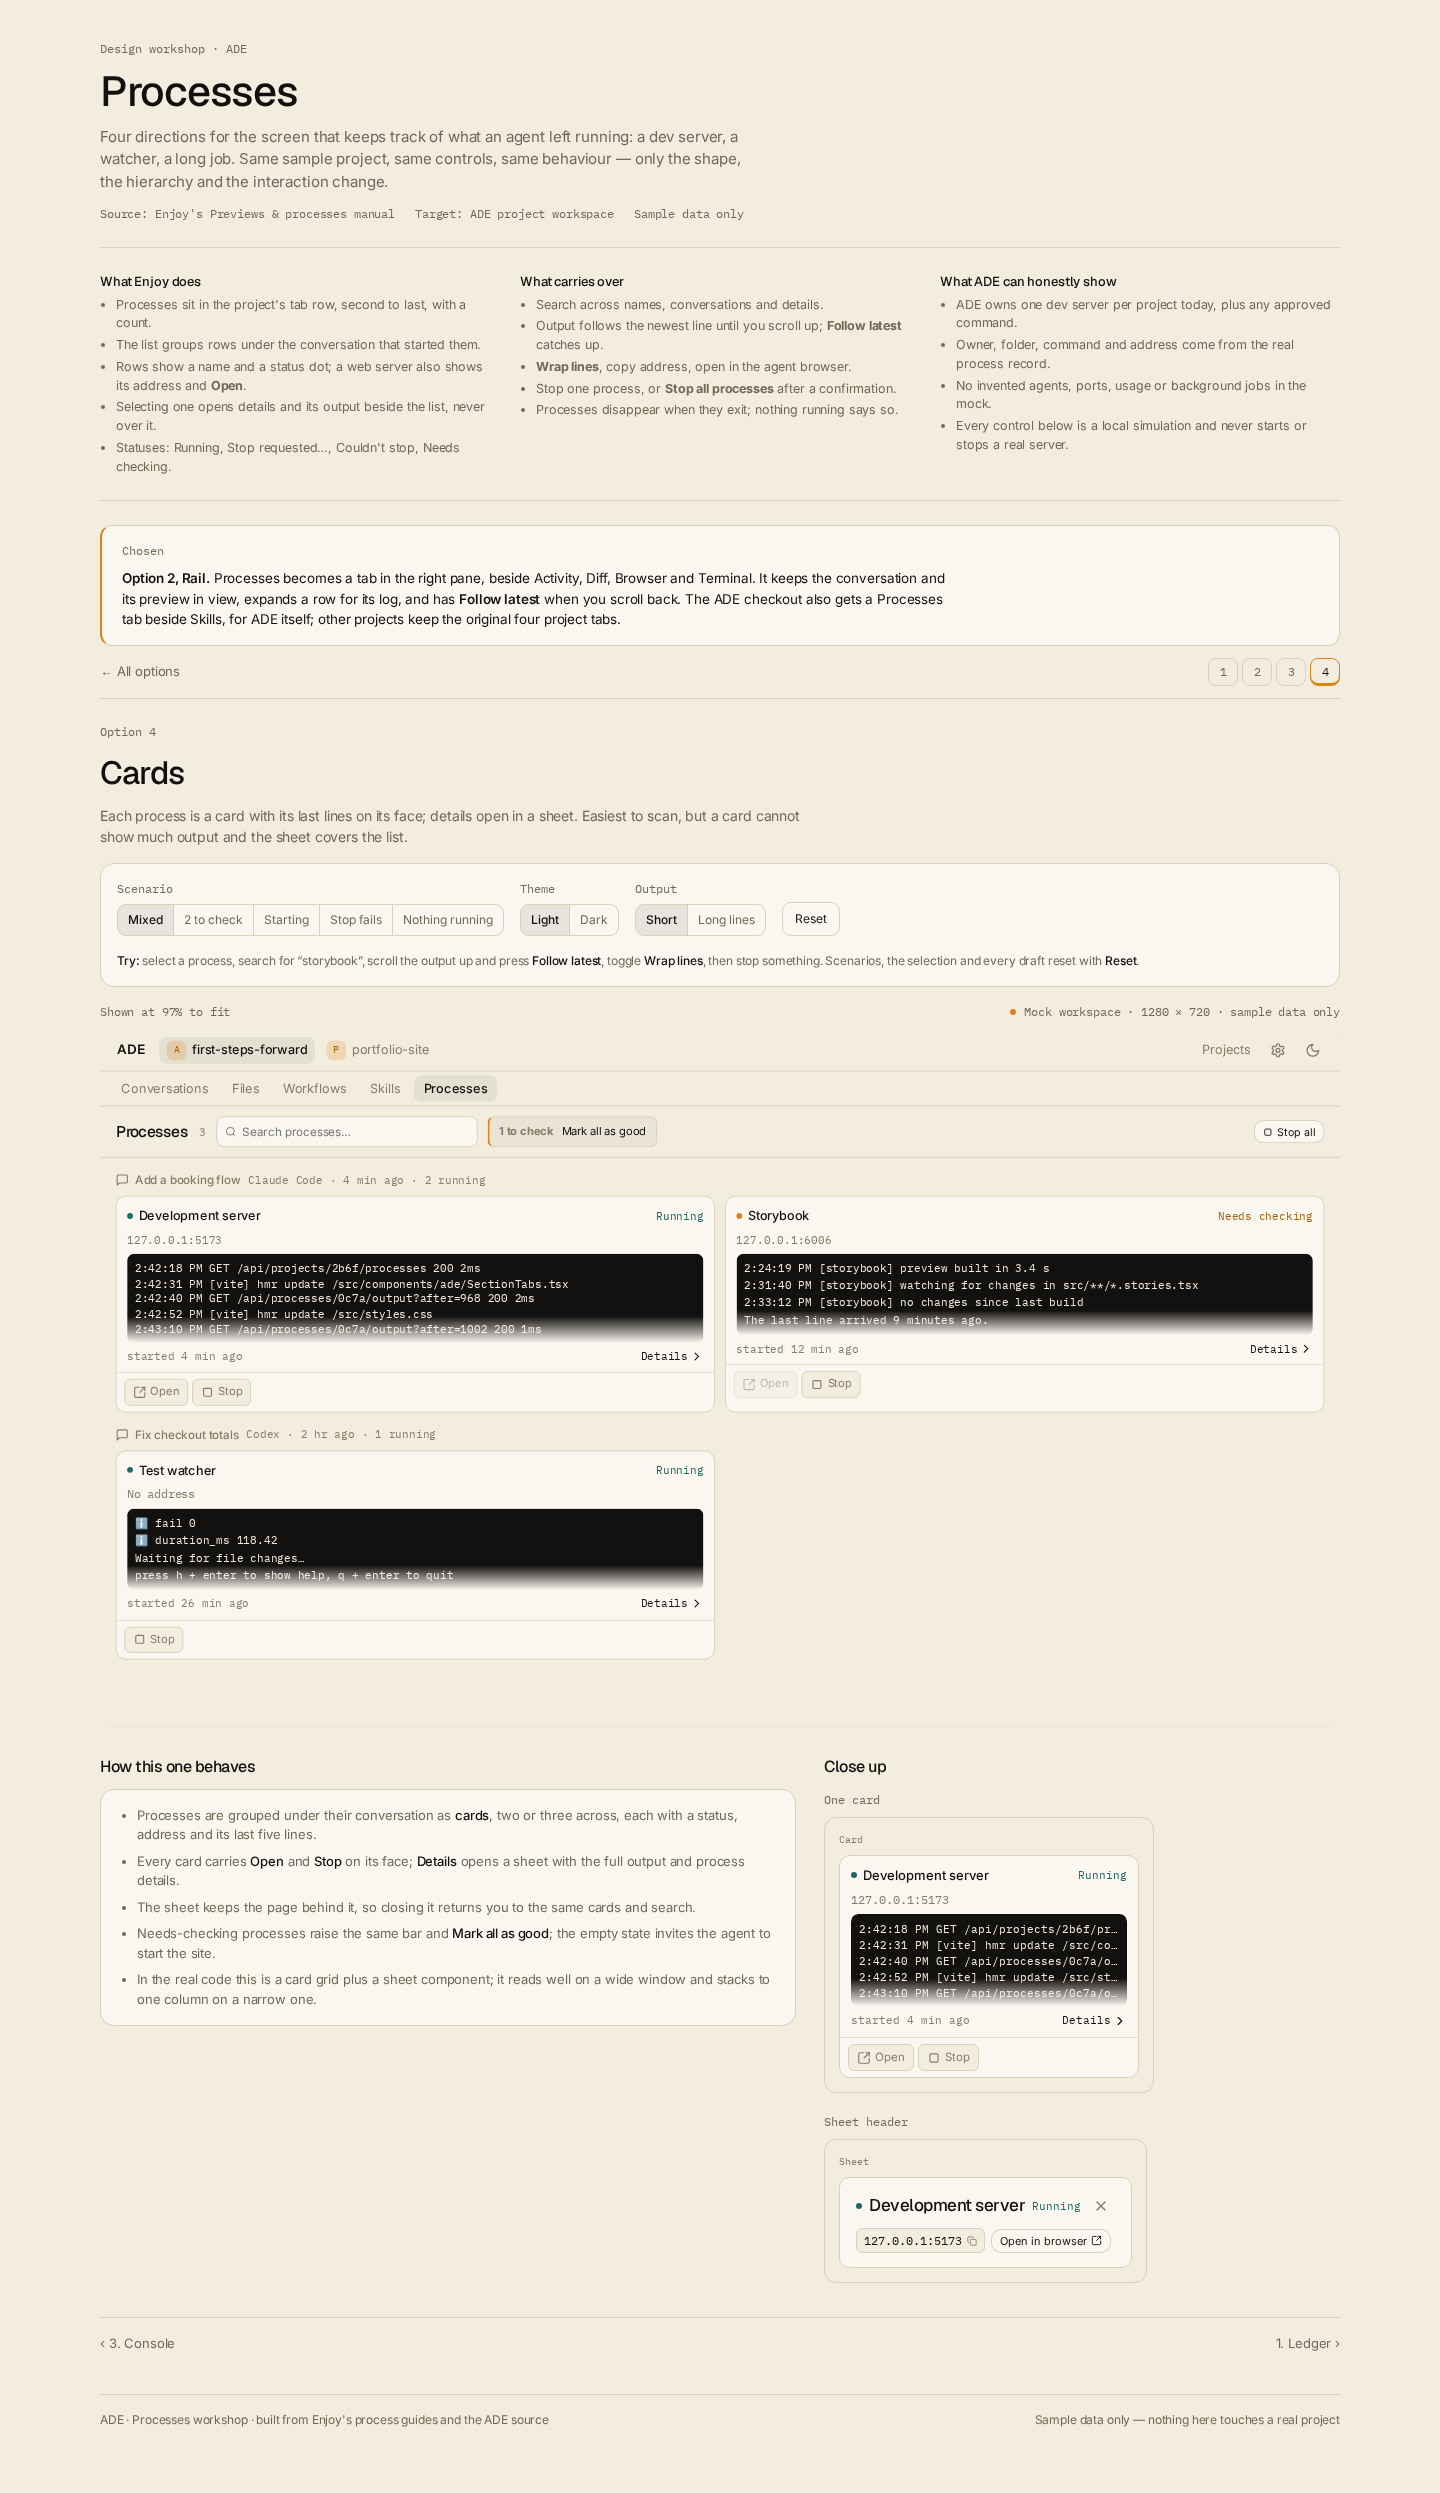 Design workshop · ADE
Processes
Four directions for the screen that keeps track of what an agent left running: a dev server, a
watcher, a long job. Same sample project, same controls, same behaviour — only the shape,
the hierarchy and the interaction change.
Source: Enjoy's Previews & processes manual Target: ADE project workspace Sample data only
What Enjoy does
• Processes sit in the project's tab row, second to last, with a
count.
• The list groups rows under the conversation that started them.
• Rows show a name and a status dot; a web server also shows
its address and Open.
• Selecting one opens details and its output beside the list, never
over it.
• Statuses: Running, Stop requested…, Couldn't stop, Needs
checking.
What carries over
• Search across names, conversations and details.
• Output follows the newest line until you scroll up; Follow latest
catches up.
• Wrap lines, copy address, open in the agent browser.
• Stop one process, or Stop all processes after a confirmation.
• Processes disappear when they exit; nothing running says so.
What ADE can honestly show
• ADE owns one dev server per project today, plus any approved
command.
• Owner, folder, command and address come from the real
process record.
• No invented agents, ports, usage or background jobs in the
mock.
• Every control below is a local simulation and never starts or
stops a real server.
Chosen
Option 2, Rail. Processes becomes a tab in the right pane, beside Activity, Diff, Browser and Terminal. It keeps the conversation and
its preview in view, expands a row for its log, and has Follow latest when you scroll back. The ADE checkout also gets a Processes
tab beside Skills, for ADE itself; other projects keep the original four project tabs.
← All options
1 2 3 4
Option 4
Cards
Each process is a card with its last lines on its face; details open in a sheet. Easiest to scan, but a card cannot
show much output and the sheet covers the list.
Scenario Theme Output
Mixed 2 to check Starting Stop fails Nothing running Light Dark Short Long lines Reset
Try: select a process, search for “storybook”, scroll the output up and press Follow latest, toggle Wrap lines, then stop something. Scenarios, the selection and every draft reset with Reset.
Shown at 97% to fit
Mock workspace · 1280 × 720 · sample data only
ADE A first-steps-forward P portfolio-site Projects
Conversations Files Workflows Skills Processes
Processes 3 Search processes… 1 to check Mark all as good Stop all
Add a booking flow Claude Code · 4 min ago · 2 running
Development server Running
127.0.0.1:5173
2:42:18 PM GET /api/projects/2b6f/processes 200 2ms
2:42:31 PM [vite] hmr update /src/components/ade/SectionTabs.tsx
2:42:40 PM GET /api/processes/0c7a/output?after=968 200 2ms
2:42:52 PM [vite] hmr update /src/styles.css
2:43:10 PM GET /api/processes/0c7a/output?after=1002 200 1ms
started 4 min ago Details
Open Stop
Storybook Needs checking
127.0.0.1:6006
2:24:19 PM [storybook] preview built in 3.4 s
2:31:40 PM [storybook] watching for changes in src/**/*.stories.tsx
2:33:12 PM [storybook] no changes since last build
The last line arrived 9 minutes ago.
started 12 min ago Details
Open Stop
Fix checkout totals Codex · 2 hr ago · 1 running
Test watcher Running
No address
ℹ️ fail 0
ℹ️ duration_ms 118.42
Waiting for file changes…
press h + enter to show help, q + enter to quit
started 26 min ago Details
Stop
How this one behaves
• Processes are grouped under their conversation as cards, two or three across, each with a status,
address and its last five lines.
• Every card carries Open and Stop on its face; Details opens a sheet with the full output and process
details.
• The sheet keeps the page behind it, so closing it returns you to the same cards and search.
• Needs-checking processes raise the same bar and Mark all as good; the empty state invites the agent to
start the site.
• In the real code this is a card grid plus a sheet component; it reads well on a wide window and stacks to
one column on a narrow one.
Close up
One card
Card
Development server Running
127.0.0.1:5173
2:42:18 PM GET /api/projects/2b6f/pr…
2:42:31 PM [vite] hmr update /src/co…
2:42:40 PM GET /api/processes/0c7a/o…
2:42:52 PM [vite] hmr update /src/st…
2:43:10 PM GET /api/processes/0c7a/o…
started 4 min ago Details
Open Stop
Sheet header
Sheet
Development server Running
127.0.0.1:5173 Open in browser
‹ 3. Console
1. Ledger ›
ADE · Processes workshop · built from Enjoy's process guides and the ADE source
Sample data only — nothing here touches a real project